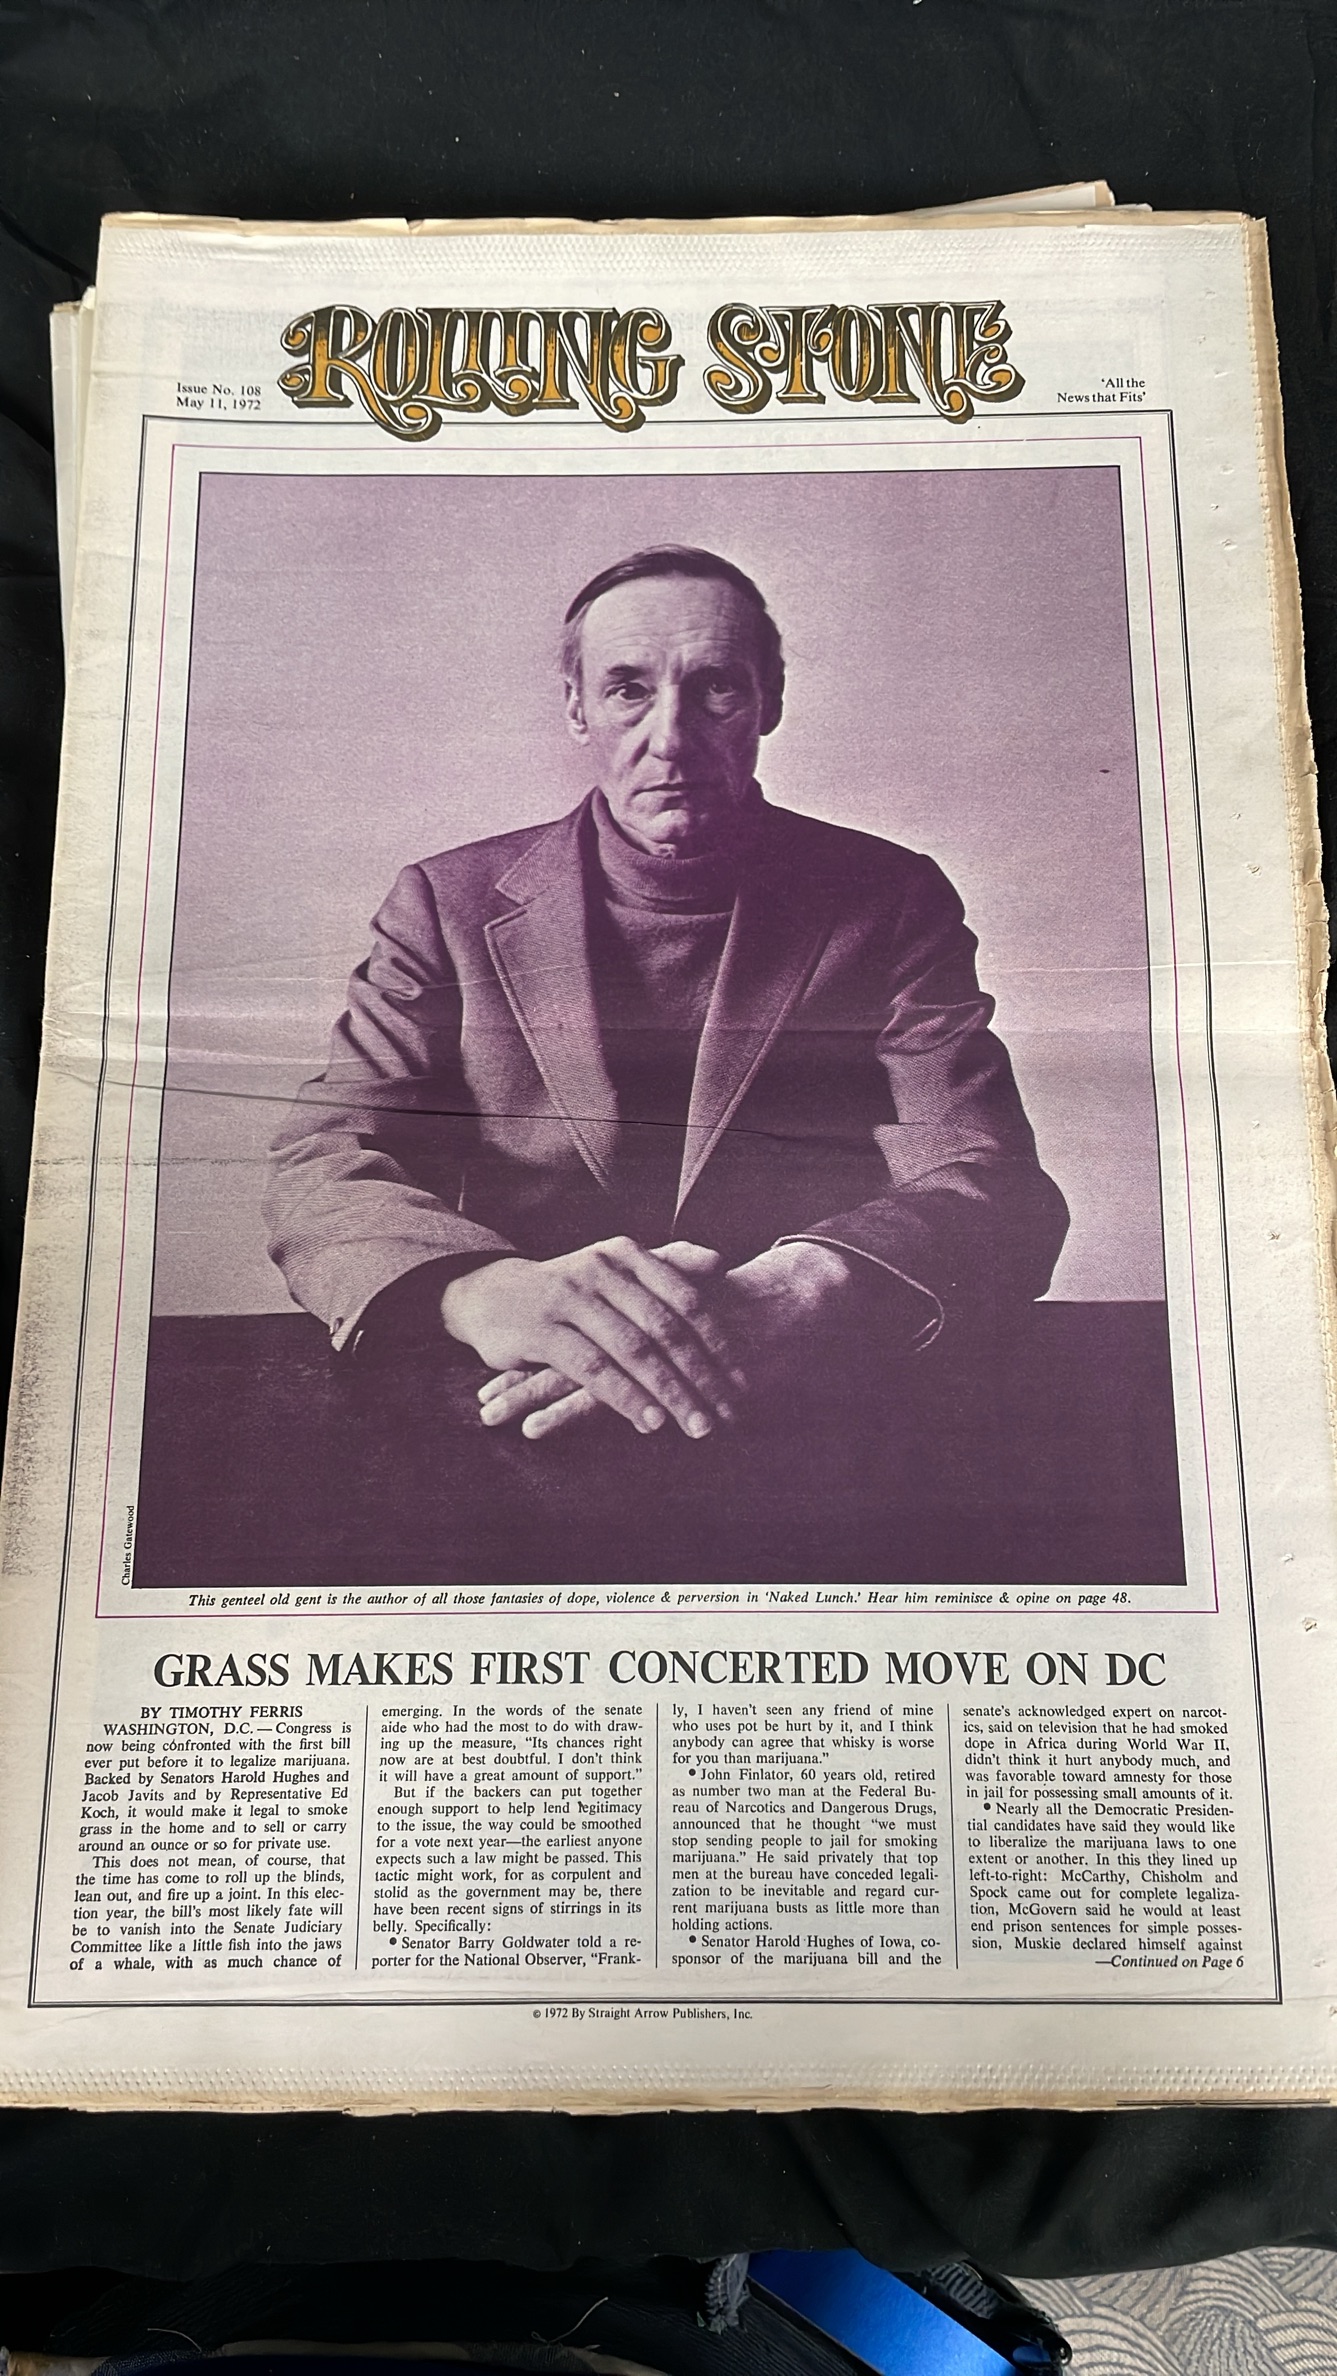 ROLLING STONE
Issue No. 108
May 11, 1972
'All the
News that Fits'
Charles Gatewood
This genteel old gent is the author of all those fantasies of dope, violence & perversion in 'Naked Lunch.' Hear him reminisce & opine on page 48.
GRASS MAKES FIRST CONCERTED MOVE ON DC
BY TIMOTHY FERRIS
WASHINGTON, D.C. — Congress is
now being confronted with the first bill
ever put before it to legalize marijuana.
Backed by Senators Harold Hughes and
Jacob Javits and by Representative Ed
Koch, it would make it legal to smoke
grass in the home and to sell or carry
around an ounce or so for private use.
This does not mean, of course, that
the time has come to roll up the blinds,
lean out, and fire up a joint. In this elec-
tion year, the bill's most likely fate will
be to vanish into the Senate Judiciary
Committee like a little fish into the jaws
of a whale, with as much chance of
emerging. In the words of the senate
aide who had the most to do with draw-
ing up the measure, "Its chances right
now are at best doubtful. I don't think
it will have a great amount of support."
But if the backers can put together
enough support to help lend legitimacy
to the issue, the way could be smoothed
for a vote next year—the earliest anyone
expects such a law might be passed. This
tactic might work, for as corpulent and
stolid as the government may be, there
have been recent signs of stirrings in its
belly. Specifically:
• Senator Barry Goldwater told a re-
porter for the National Observer, "Frank-
ly, I haven't seen any friend of mine
who uses pot be hurt by it, and I think
anybody can agree that whisky is worse
for you than marijuana."
• John Finlator, 60 years old, retired
as number two man at the Federal Bu-
reau of Narcotics and Dangerous Drugs,
announced that he thought "we must
stop sending people to jail for smoking
marijuana." He said privately that top
men at the bureau have conceded legali-
zation to be inevitable and regard cur-
rent marijuana busts as little more than
holding actions.
• Senator Harold Hughes of Iowa, co-
sponsor of the marijuana bill and the
senate's acknowledged expert on narcot-
ics, said on television that he had smoked
dope in Africa during World War II,
didn't think it hurt anybody much, and
was favorable toward amnesty for those
in jail for possessing small amounts of it.
• Nearly all the Democratic Presiden-
tial candidates have said they would like
to liberalize the marijuana laws to one
extent or another. In this they lined up
left-to-right: McCarthy, Chisholm and
Spock came out for complete legaliza-
tion, McGovern said he would at least
end prison sentences for simple posses-
sion, Muskie declared himself against
—Continued on Page 6
© 1972 By Straight Arrow Publishers, Inc.